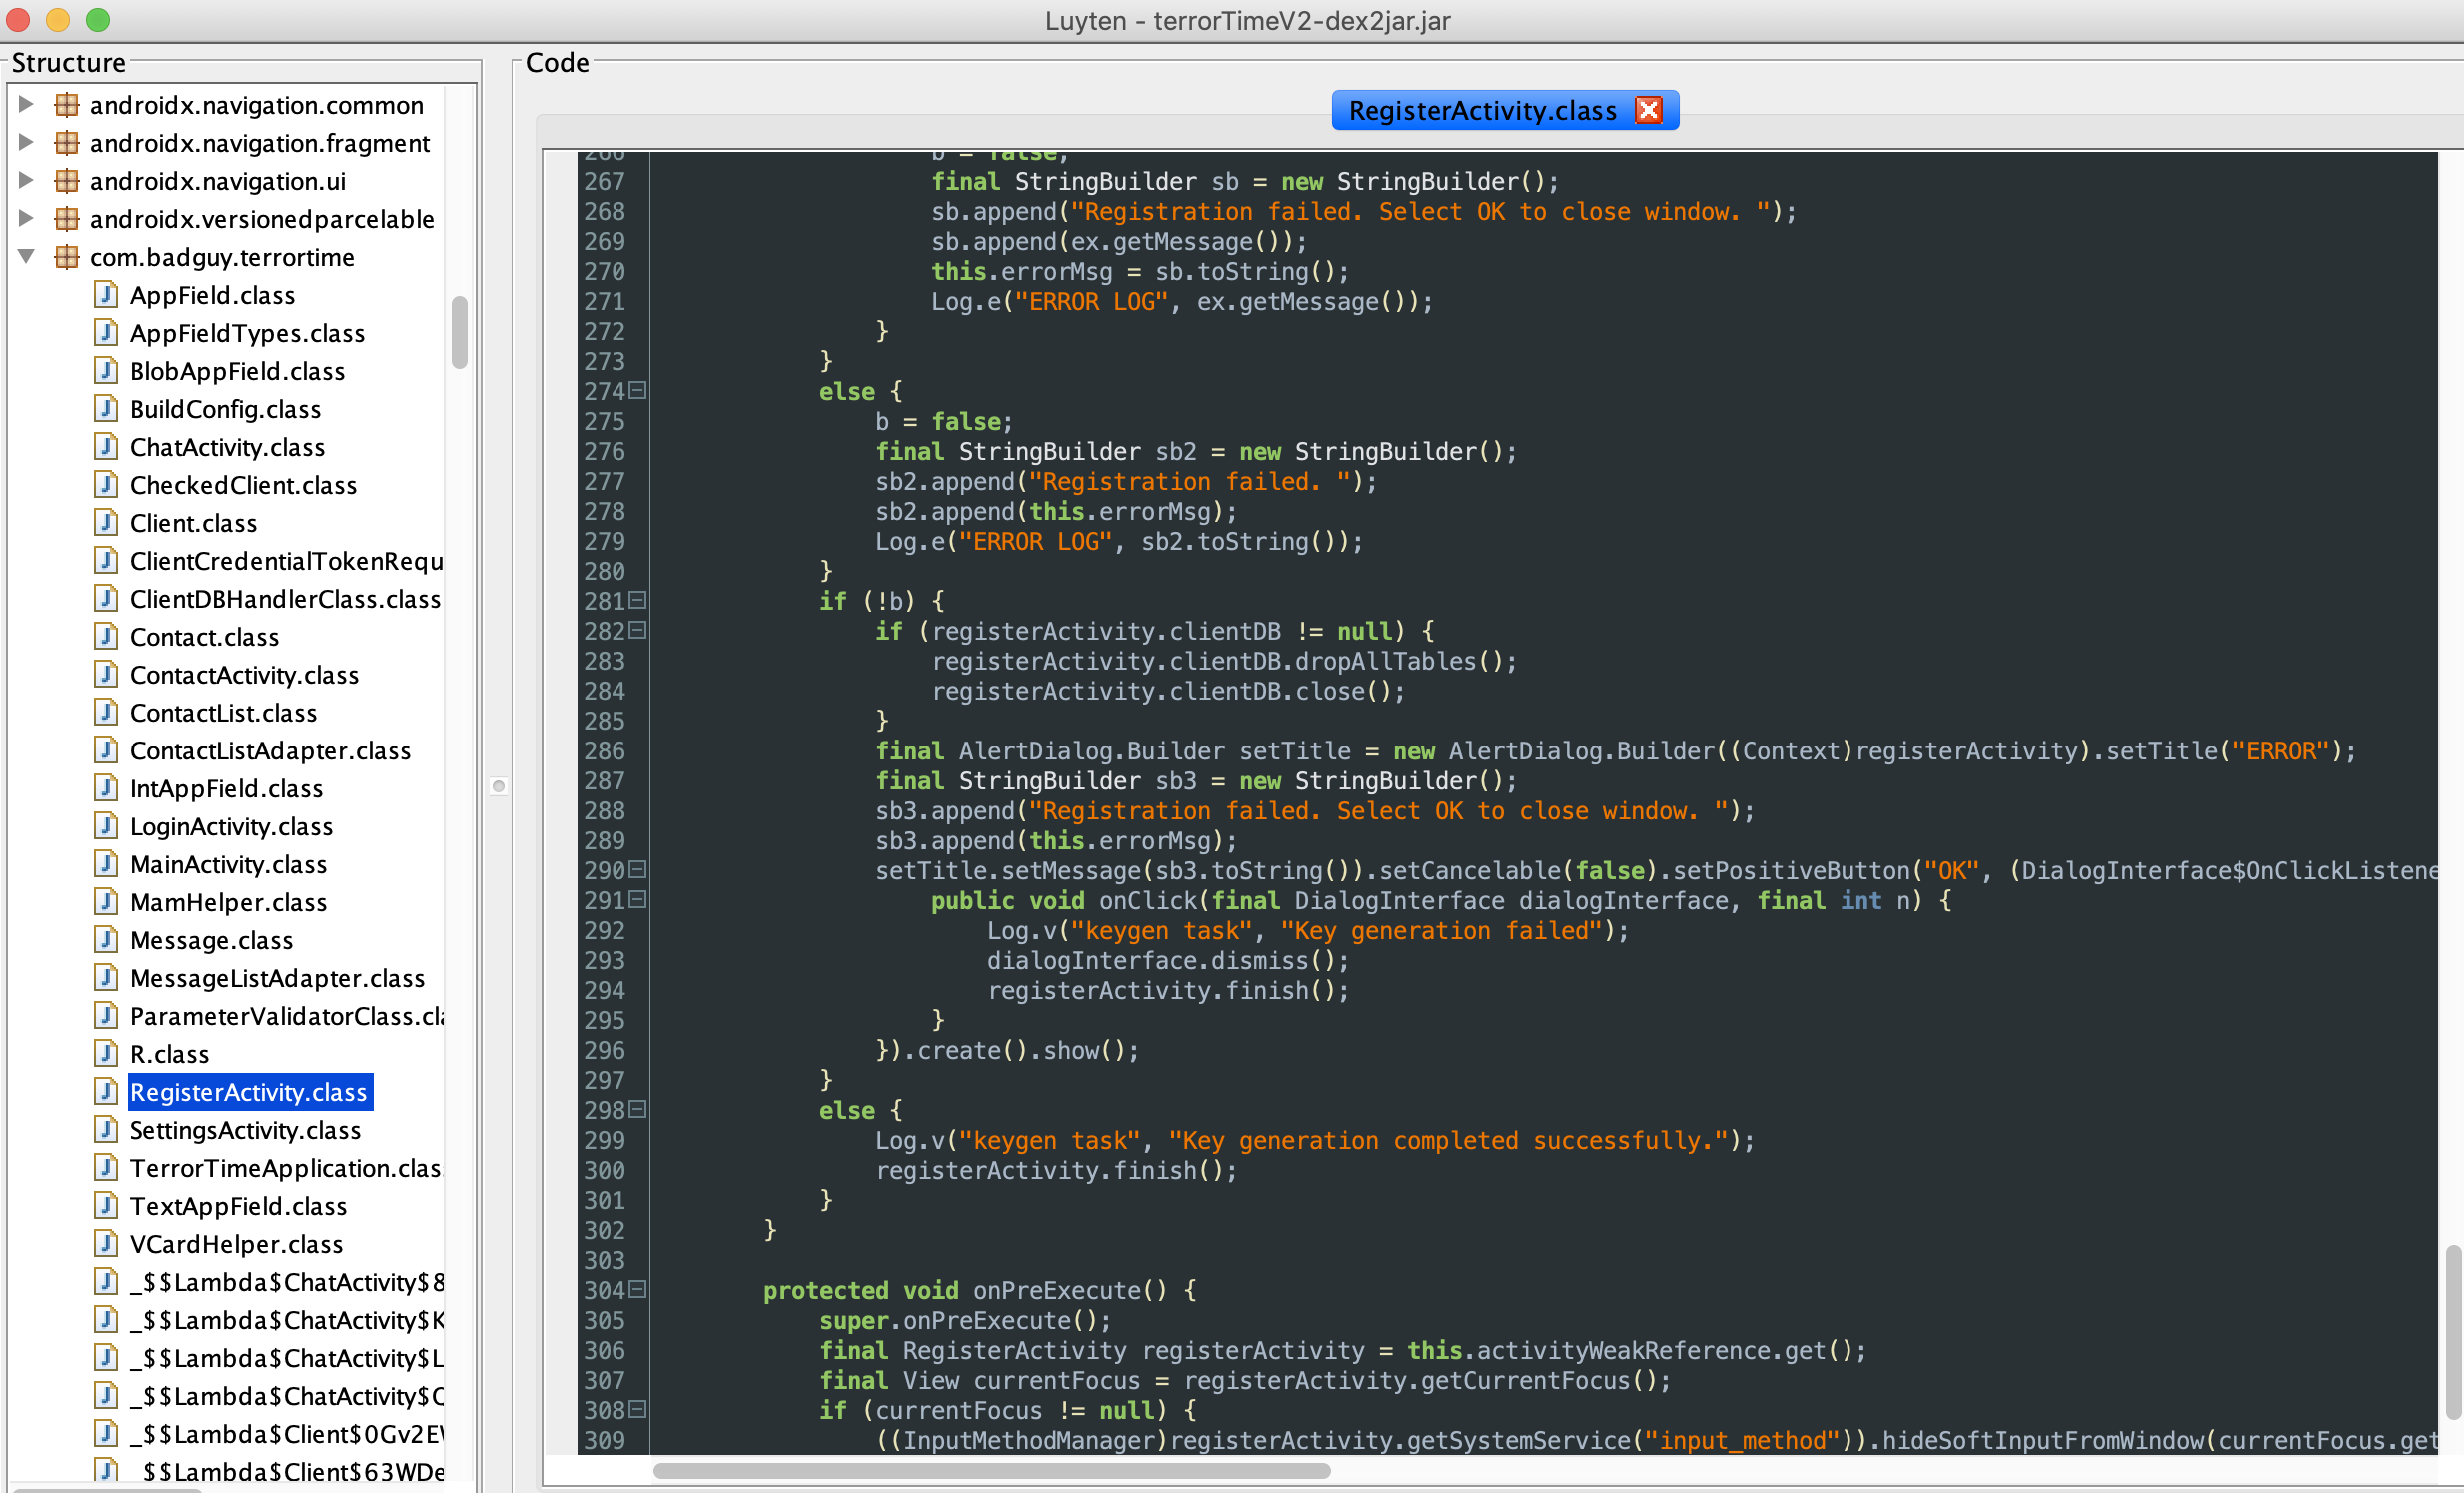 Luyten - terrorTimeV2-dex2jar.jar
Structure
androidx.navigation.common
androidx.navigation.fragment
androidx.navigation.ui
androidx.versionedparcelable
com.badguy.terrortime
AppField.class
AppFieldTypes.class
BlobAppField.class
BuildConfig.class
ChatActivity.class
CheckedClient.class
Client.class
ClientCredentialTokenRequ
ClientDBHandlerClass.class
Contact.class
ContactActivity.class
ContactList.class
ContactListAdapter.class
IntAppField.class
LoginActivity.class
MainActivity.class
MamHelper.class
Message.class
MessageListAdapter.class
ParameterValidatorClass.cla
R.class
RegisterActivity.class
SettingsActivity.class
TerrorTimeApplication.clas
TextAppField.class
VCardHelper.class
_$$Lambda$ChatActivity$8
_$$Lambda$ChatActivity$K
_$$Lambda$ChatActivity$L
_$$Lambda$ChatActivity$C
_$$Lambda$Client$0Gv2E
_$$Lambda$Client$63WDe
Code
RegisterActivity.class
266 b = false;
267 final StringBuilder sb = new StringBuilder();
268 sb.append("Registration failed. Select OK to close window. ");
269 sb.append(ex.getMessage());
270 this.errorMsg = sb.toString();
271 Log.e("ERROR LOG", ex.getMessage());
272 }
273 }
274 else {
275 b = false;
276 final StringBuilder sb2 = new StringBuilder();
277 sb2.append("Registration failed. ");
278 sb2.append(this.errorMsg);
279 Log.e("ERROR LOG", sb2.toString());
280 }
281 if (!b) {
282 if (registerActivity.clientDB != null) {
283 registerActivity.clientDB.dropAllTables();
284 registerActivity.clientDB.close();
285 }
286 final AlertDialog.Builder setTitle = new AlertDialog.Builder((Context)registerActivity).setTitle("ERROR");
287 final StringBuilder sb3 = new StringBuilder();
288 sb3.append("Registration failed. Select OK to close window. ");
289 sb3.append(this.errorMsg);
290 setTitle.setMessage(sb3.toString()).setCancelable(false).setPositiveButton("OK", (DialogInterface$OnClickListene
291 public void onClick(final DialogInterface dialogInterface, final int n) {
292 Log.v("keygen task", "Key generation failed");
293 dialogInterface.dismiss();
294 registerActivity.finish();
295 }
296 }).create().show();
297 }
298 else {
299 Log.v("keygen task", "Key generation completed successfully.");
300 registerActivity.finish();
301 }
302 }
303
304 protected void onPreExecute() {
305 super.onPreExecute();
306 final RegisterActivity registerActivity = this.activityWeakReference.get();
307 final View currentFocus = registerActivity.getCurrentFocus();
308 if (currentFocus != null) {
309 ((InputMethodManager)registerActivity.getSystemService("input_method")).hideSoftInputFromWindow(currentFocus.get